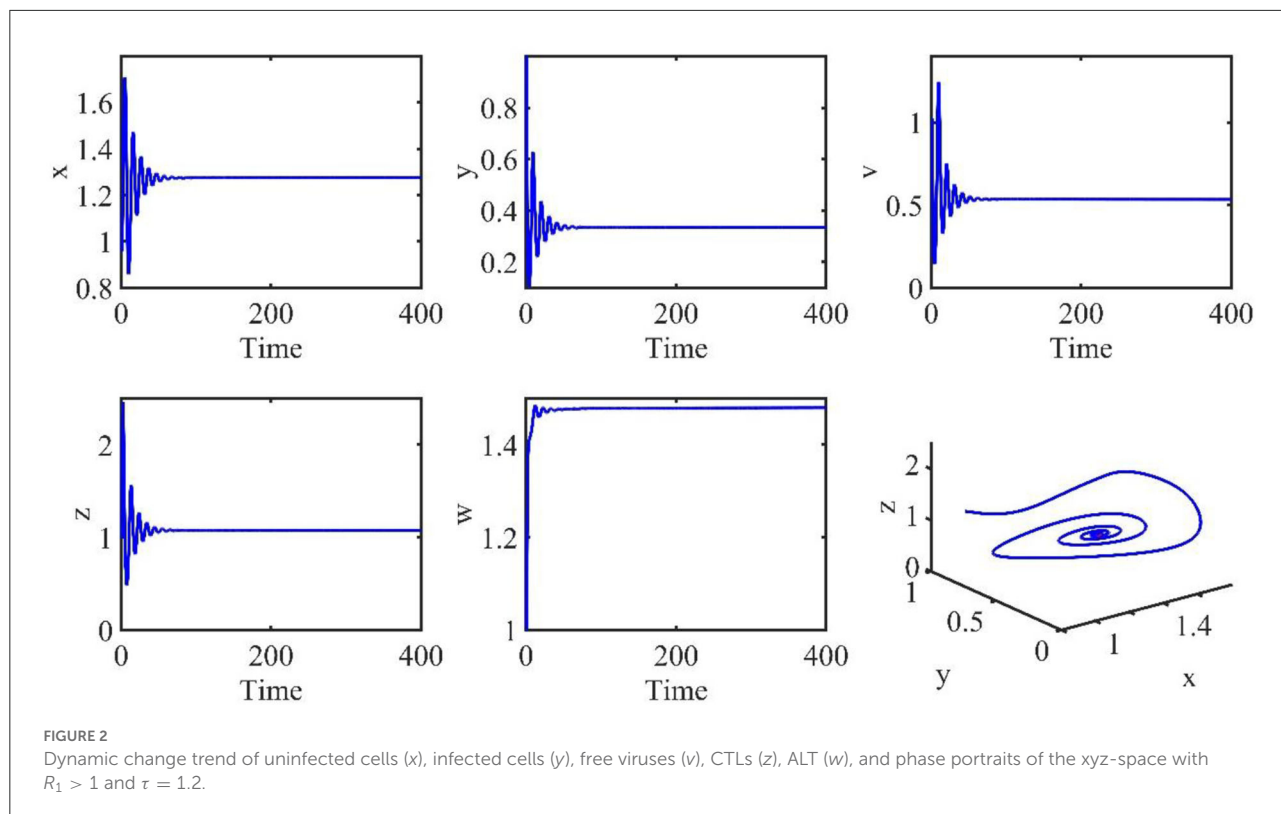 1.6
1.4
1.2
1
0.8
x
0 200 400
Time
0.8
0.6
0.4
0.2
y
0 200 400
Time
1
0.5
0
v
0 200 400
Time
2
1
0
z
0 200 400
Time
1.4
1.2
1
w
0 200 400
Time
2
1
0
z
1
0.5
0
y
1
1.4
x
FIGURE 2
Dynamic change trend of uninfected cells (x), infected cells (y), free viruses (v), CTLs (z), ALT (w), and phase portraits of the xyz-space with
R₁ > 1 and τ = 1.2.